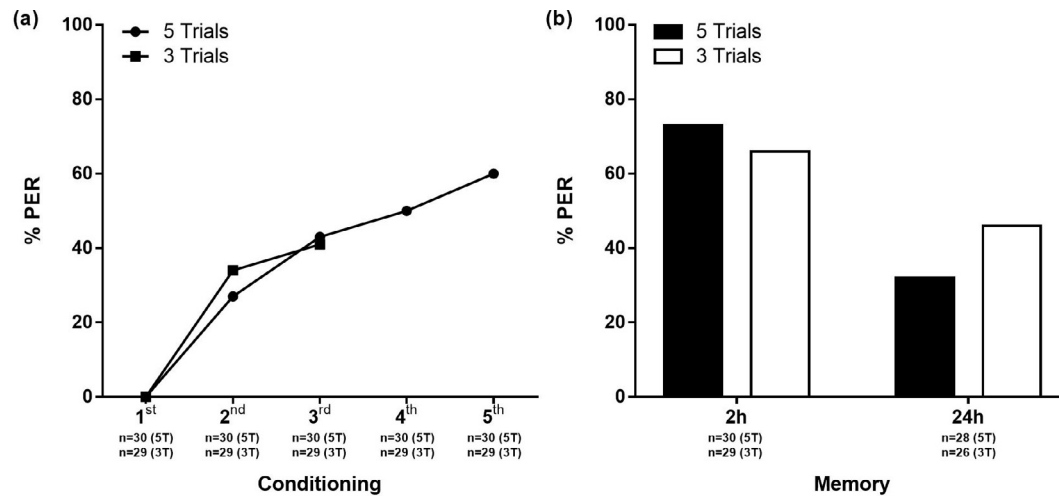 (a)
5 Trials
3 Trials
% PER
100
80
60
40
20
0
1st 2nd 3rd 4th 5th
n=30 (5T) n=30 (5T) n=30 (5T) n=30 (5T) n=30 (5T)
n=29 (3T) n=29 (3T) n=29 (3T) n=29 (3T) n=29 (3T)
Conditioning
(b)
5 Trials
3 Trials
% PER
100
80
60
40
20
0
2h 24h
n=30 (5T) n=28 (5T)
n=29 (3T) n=26 (3T)
Memory